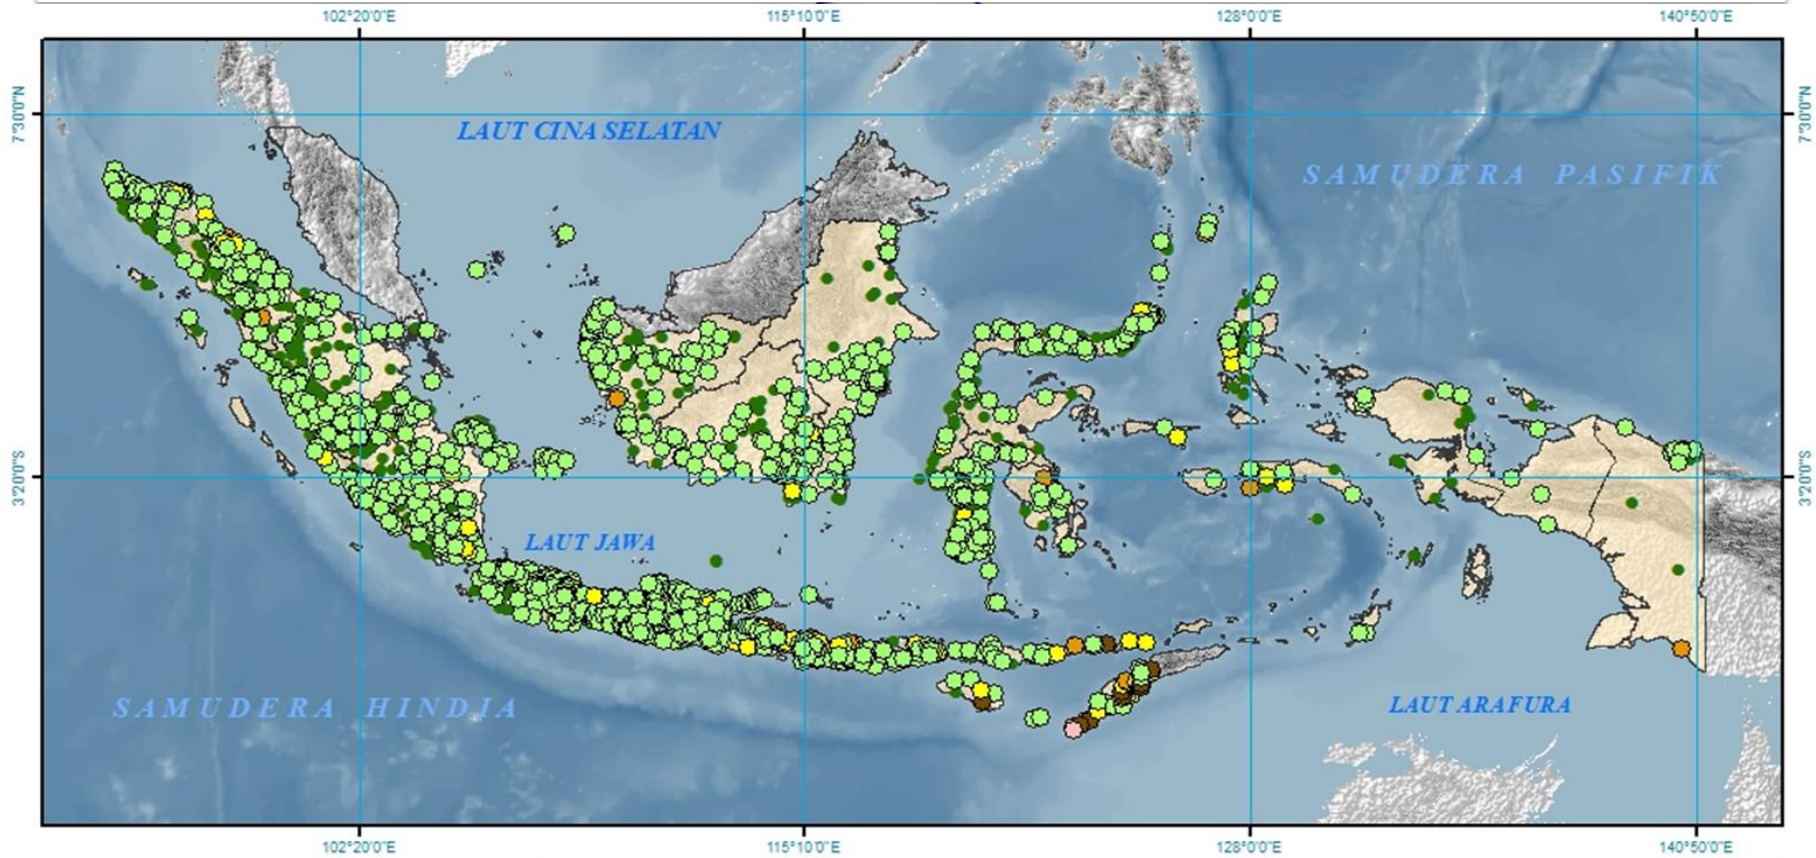 102°20'0"E 115°10'0"E 128°0'0"E 140°50'0"E
7°30'0"N
7°30'0"N
LAUT CINA SELATAN
SAMUDERA PASIFIK
3°20'0"S
3°20'0"S
LAUT JAWA
SAMUDERA HINDIA
LAUT ARAFURA
102°20'0"E 115°10'0"E 128°0'0"E 140°50'0"E